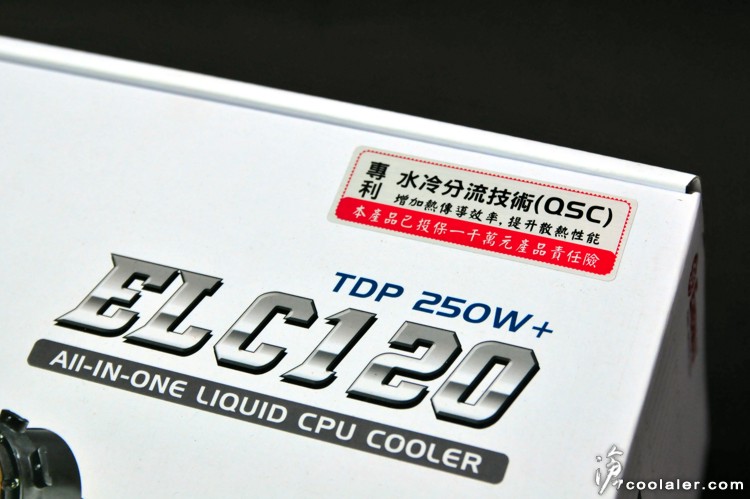 專利
水冷分流技術(QSC)
增加熱傳導效率,提升散熱性能
本產品已投保一千萬元產品責任險
TDP 250W+
ELC120
All-IN-ONE LIQUID CPU COOLER
滄 coolaler.com